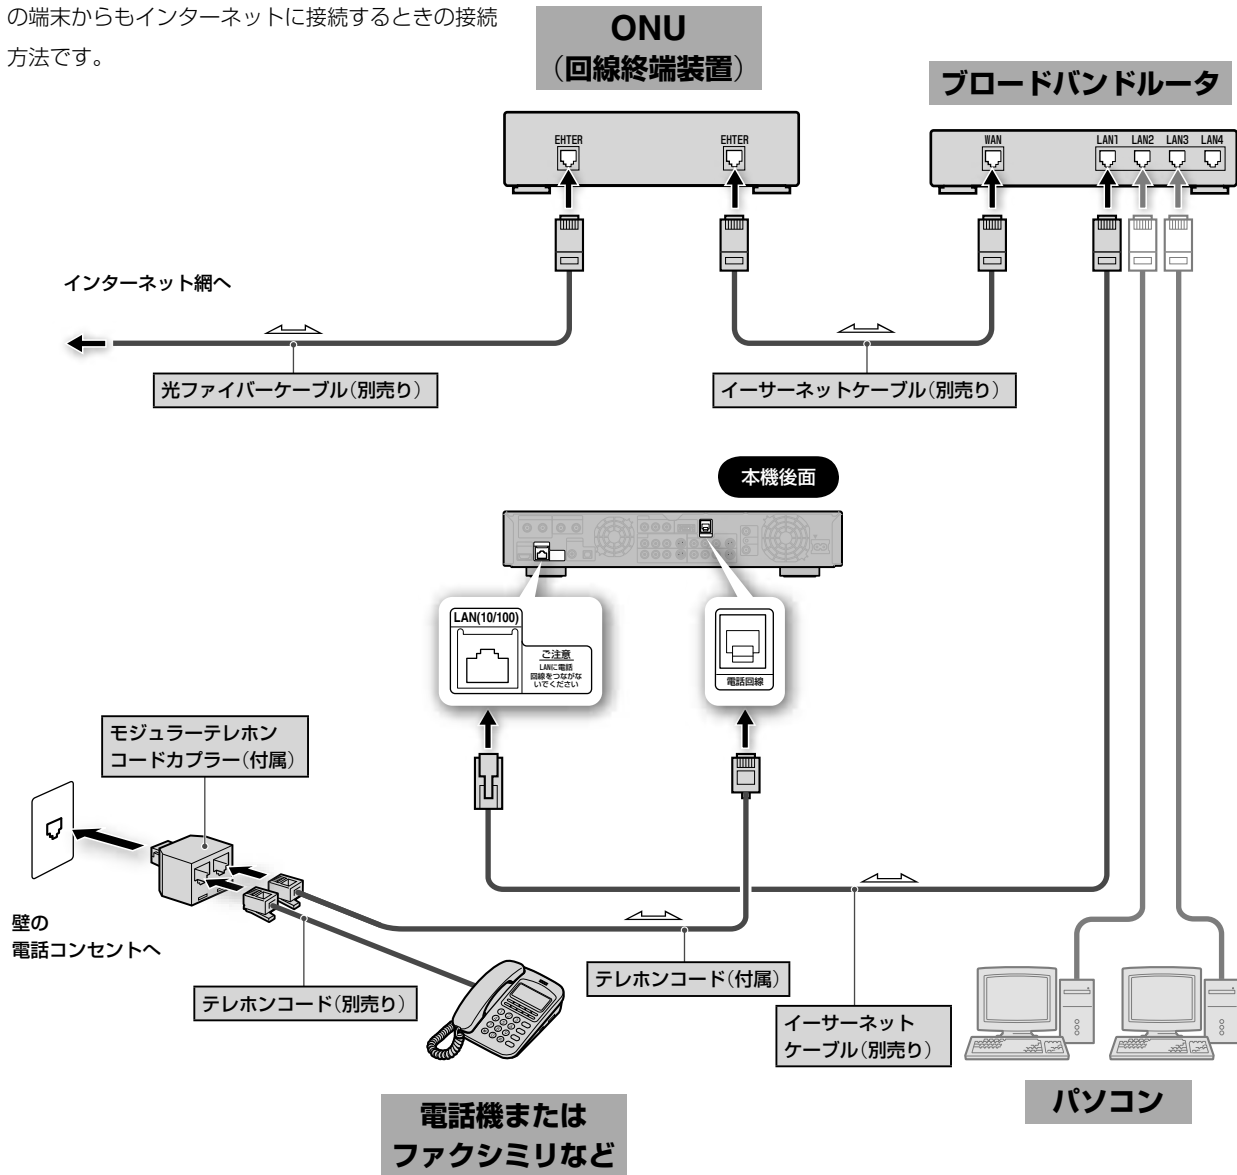 の端末からもインターネットに接続するときの接続
方法です。
ONU
（回線終端装置）
ブロードバンドルータ
EHTER
EHTER
WAN
LAN1
LAN2
LAN3
LAN4
インターネット網へ
光ファイバーケーブル（別売り）
イーサーネットケーブル（別売り）
本機後面
LAN(10/100)
ご注意
LANに電話
回線をつながな
いでください
電話回線
モジュラーテレホン
コードカプラー（付属）
壁の
電話コンセントへ
テレホンコード（別売り）
テレホンコード（付属）
イーサーネット
ケーブル（別売り）
電話機または
ファクシミリなど
パソコン